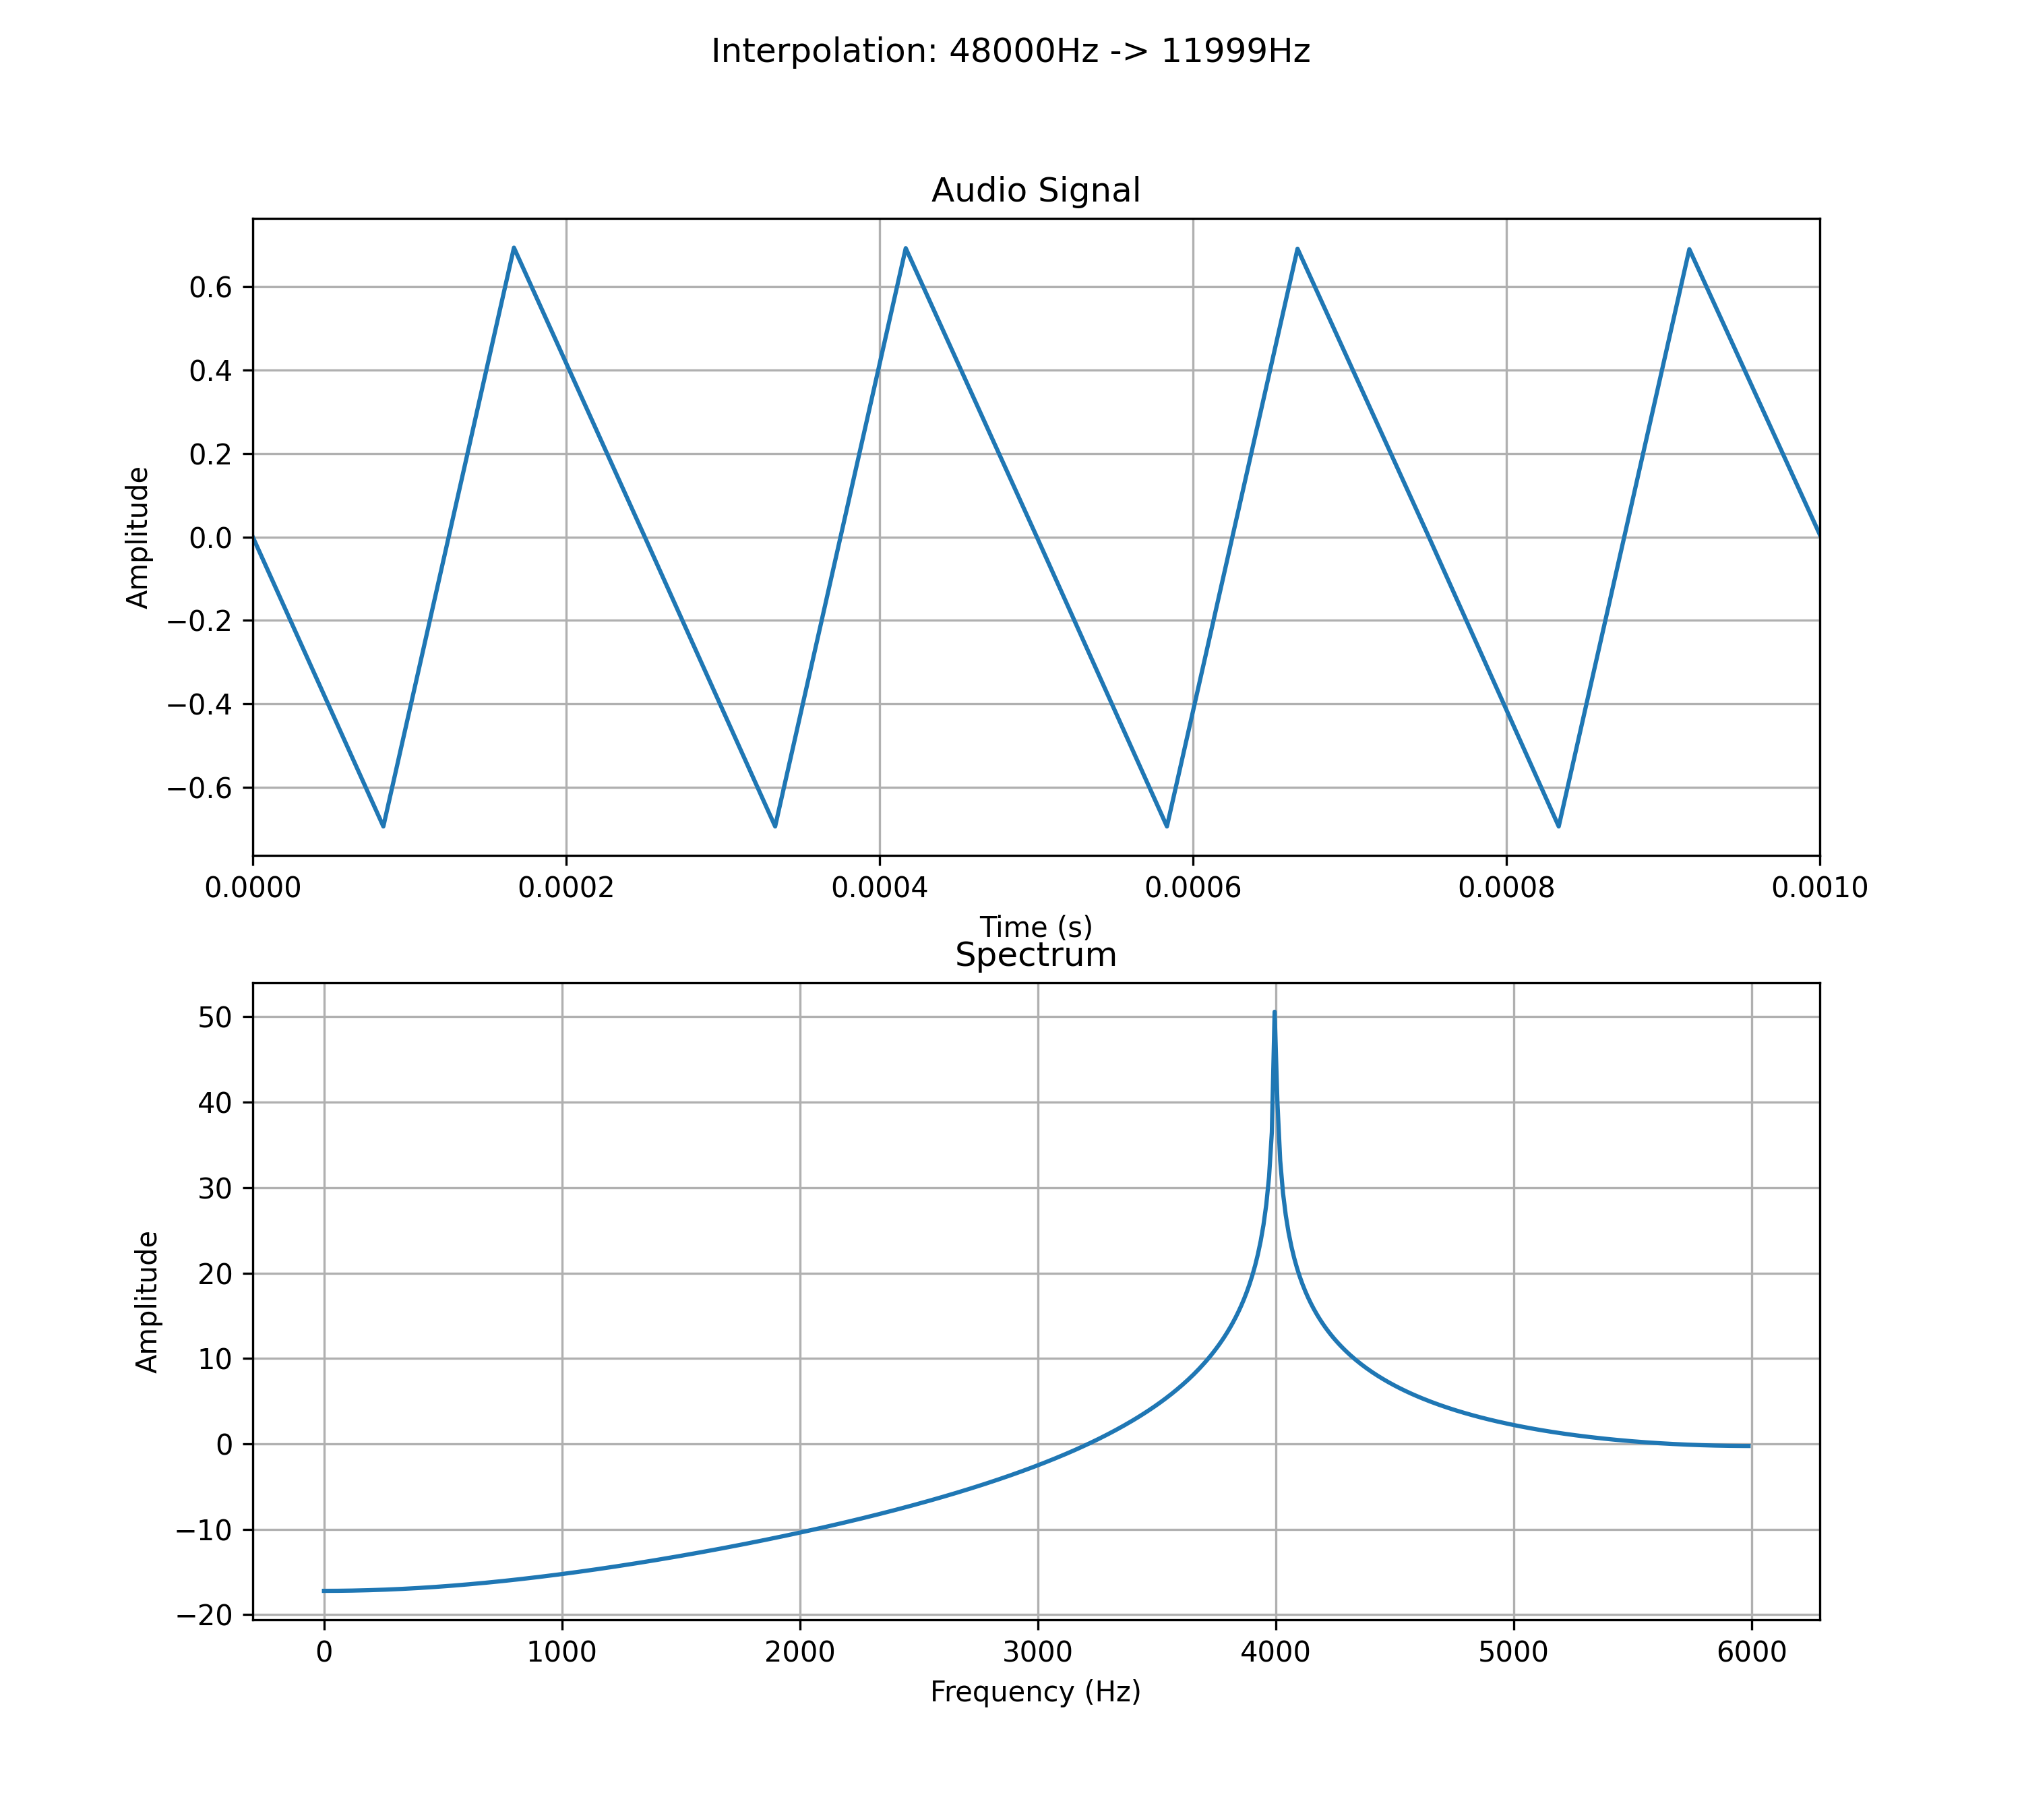 Interpolation: 48000Hz -> 11999Hz
Audio Signal
Amplitude
0.6
0.4
0.2
0.0
−0.2
−0.4
−0.6
0.0000 0.0002 0.0004 0.0006 0.0008 0.0010
Time (s)
Spectrum
Amplitude
50
40
30
20
10
0
−10
−20
0 1000 2000 3000 4000 5000 6000
Frequency (Hz)